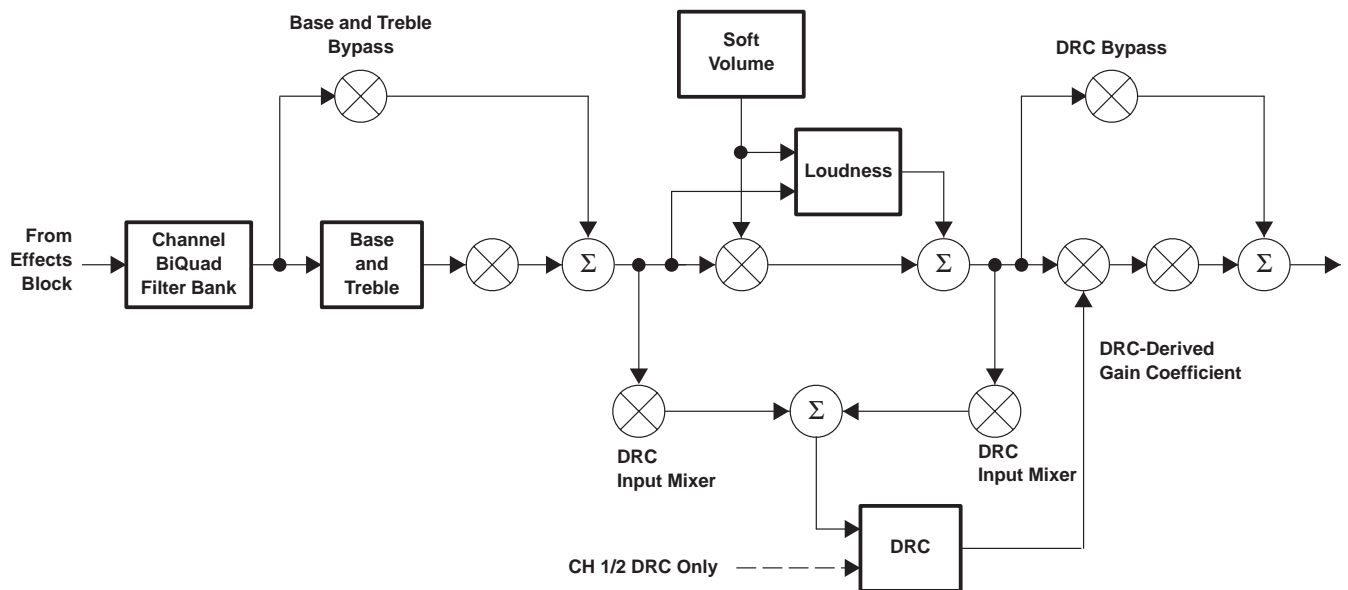 Base and Treble
Bypass
Soft
Volume
DRC Bypass
Loudness
From
Effects
Block
Channel
BiQuad
Filter Bank
Base
and
Treble
Σ
Σ
Σ
DRC-Derived
Gain Coefficient
Σ
DRC
Input Mixer
DRC
Input Mixer
DRC
CH 1/2 DRC Only